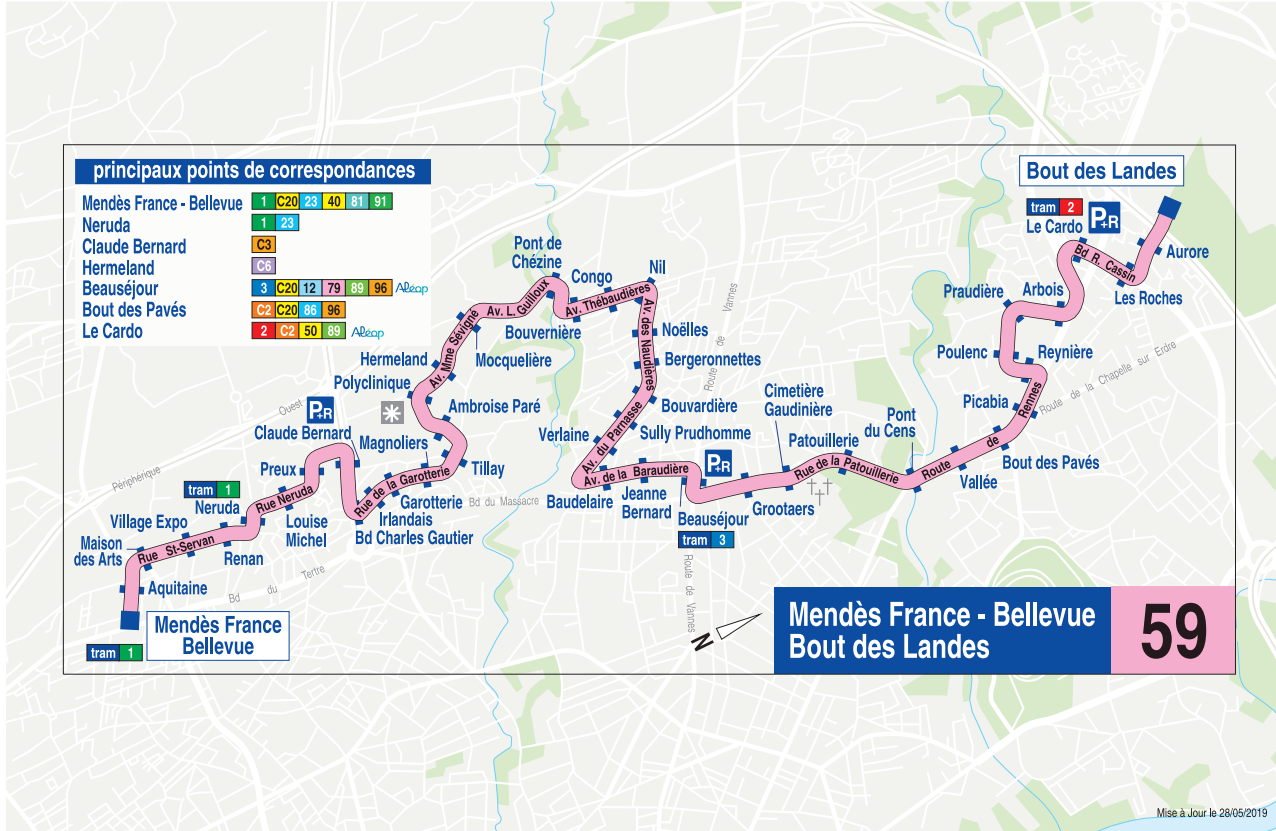 principaux points de correspondances
Mendès France - Bellevue 1 C20 23 40 81 91
Neruda 1 23
Claude Bernard C3
Hermeland C6
Beauséjour 3 C20 12 79 89 96 Aléop
Bout des Pavés C2 C20 86 96
Le Cardo 2 C2 50 89 Aléop
Bout des Landes
tram 2 P+R
Le Cardo
Bd R. Cassin
Aurore
Les Roches
Arbois
Praudière
Poulenc
Reynière
Picabia
Route de la Chapelle sur Erdre
Route de Rennes
Bout des Pavés
Vallée
Pont
du Cens
Patouillerie
Rue de la Patouillerie
Cimetière
Gaudinière
Grootaers
P+R
Beauséjour
tram 3
Route de Vannes
Route de Vannes
Av. de la Baraudière
Jeanne
Bernard
Baudelaire
Verlaine
Av. du Parnasse
Sully Prudhomme
Bouvardière
Bergeronnettes
Noëlles
Av. des Naudières
Nil
Congo
Av. Thébaudières
Pont de
Chézine
Bouvernière
Av. L. Guilloux
Mocquelière
Av. Mme Sévigné
Hermeland
Polyclinique
Ambroise Paré
Magnoliers
Tillay
Rue de la Garotterie
Garotterie
Bd du Massacre
Irlandais
Bd Charles Gautier
Ouest
P+R
Claude Bernard
Périphérique
Preux
Rue Neruda
tram 1
Neruda
Louise
Michel
Village Expo
Rue St-Servan
Renan
Maison
des Arts
Aquitaine
Bd du Tertre
Mendès France
Bellevue
tram 1
N
Mendès France - Bellevue
Bout des Landes
59
Mise à Jour le 28/05/2019